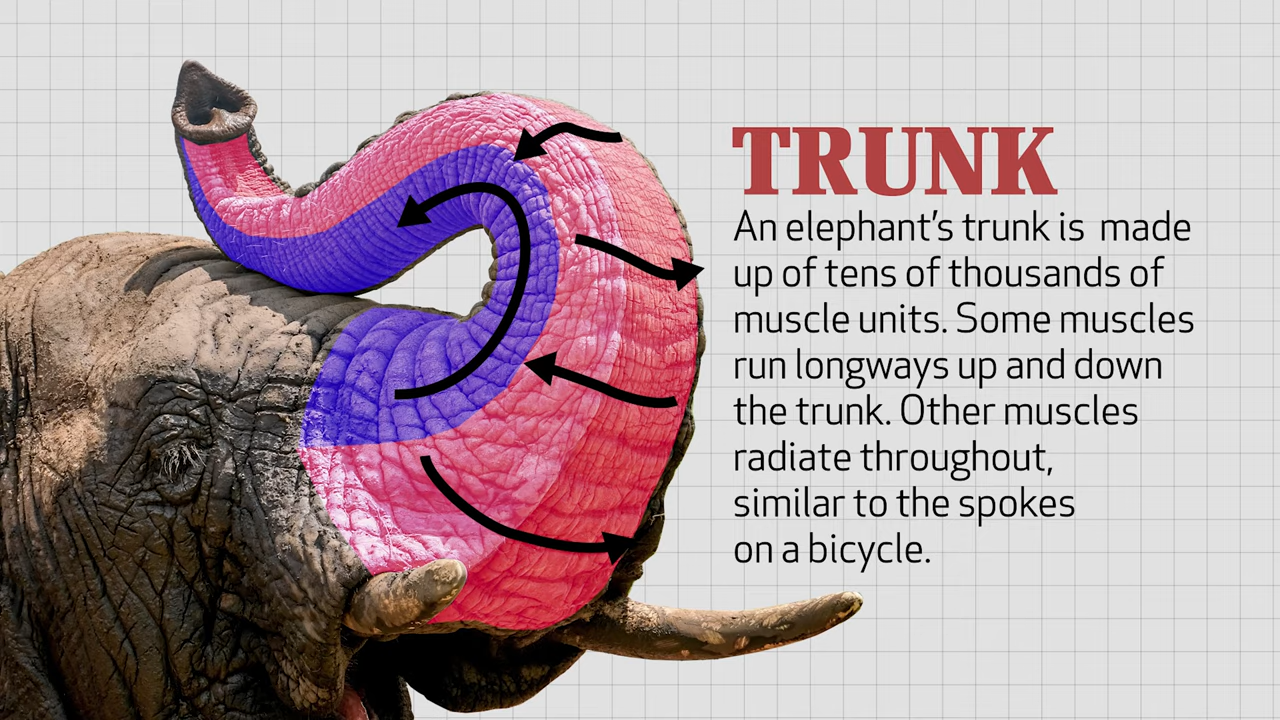 TRUNK
An elephant's trunk is made
up of tens of thousands of
muscle units. Some muscles
run longways up and down
the trunk. Other muscles
radiate throughout,
similar to the spokes
on a bicycle.